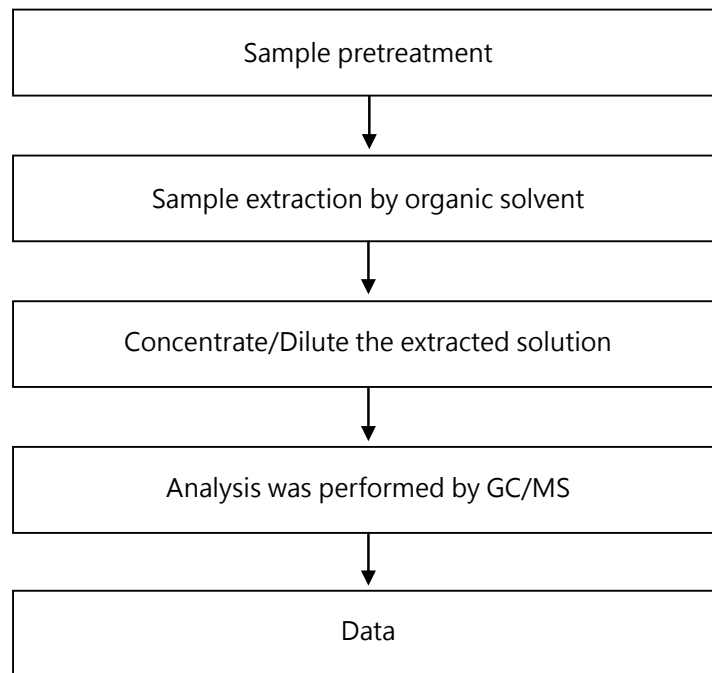 Sample pretreatment
Sample extraction by organic solvent
Concentrate/Dilute the extracted solution
Analysis was performed by GC/MS
Data